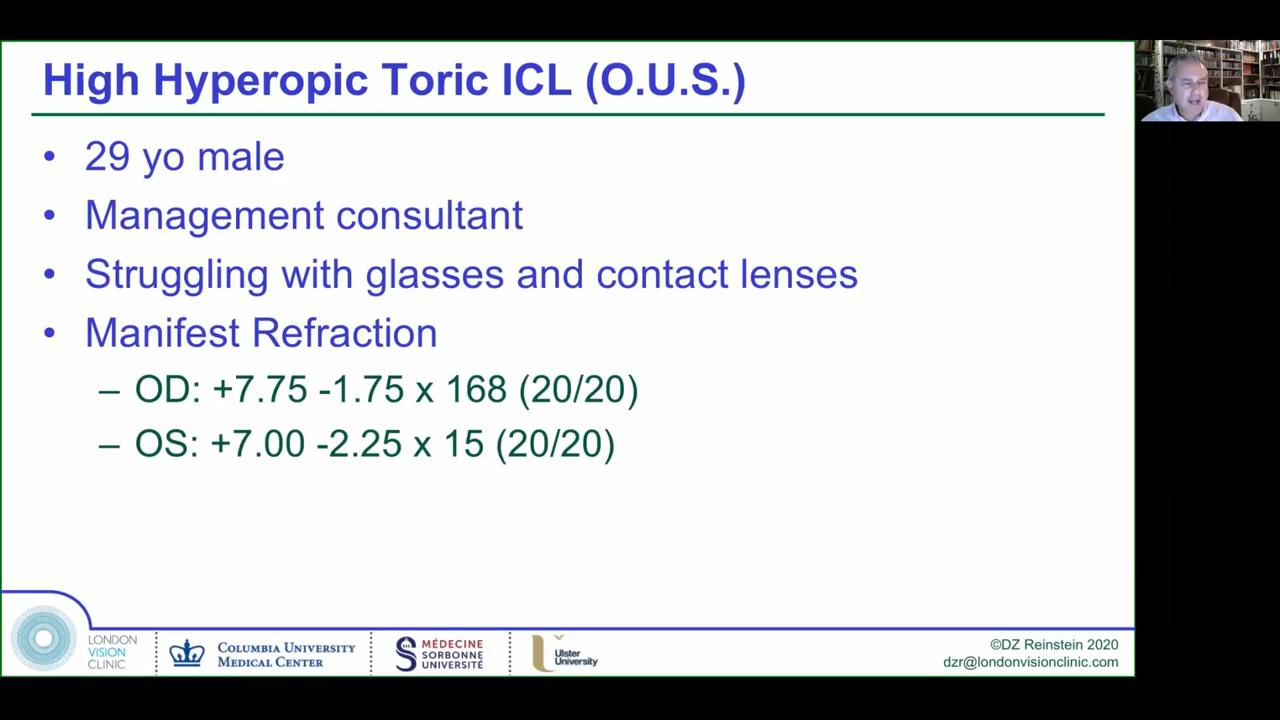 High Hyperopic Toric ICL (O.U.S.)
• 29 yo male
• Management consultant
• Struggling with glasses and contact lenses
• Manifest Refraction
– OD: +7.75 -1.75 x 168 (20/20)
– OS: +7.00 -2.25 x 15 (20/20)
LONDON
VISION
CLINIC
COLUMBIA UNIVERSITY
MEDICAL CENTER
MÉDECINE
SORBONNE
UNIVERSITÉ
Ulster
University
©DZ Reinstein 2020
dzr@londonvisionclinic.com